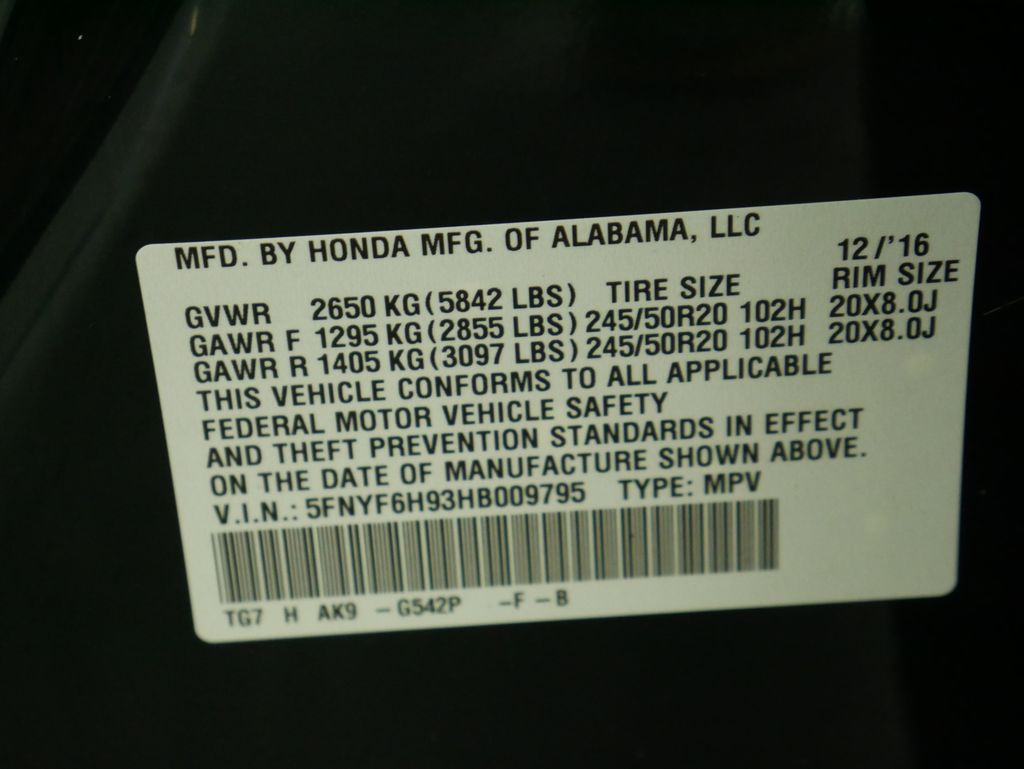 MFD. BY HONDA MFG. OF ALABAMA, LLC
12/'16
GVWR 2650 KG(5842 LBS) TIRE SIZE RIM SIZE
GAWR F 1295 KG(2855 LBS) 245/50R20 102H 20X8.0J
GAWR R 1405 KG(3097 LBS) 245/50R20 102H 20X8.0J
THIS VEHICLE CONFORMS TO ALL APPLICABLE
FEDERAL MOTOR VEHICLE SAFETY
AND THEFT PREVENTION STANDARDS IN EFFECT
ON THE DATE OF MANUFACTURE SHOWN ABOVE.
V.I.N.: 5FNYF6H93HB009795 TYPE: MPV
TG7 H AK9 -G542P -F-B